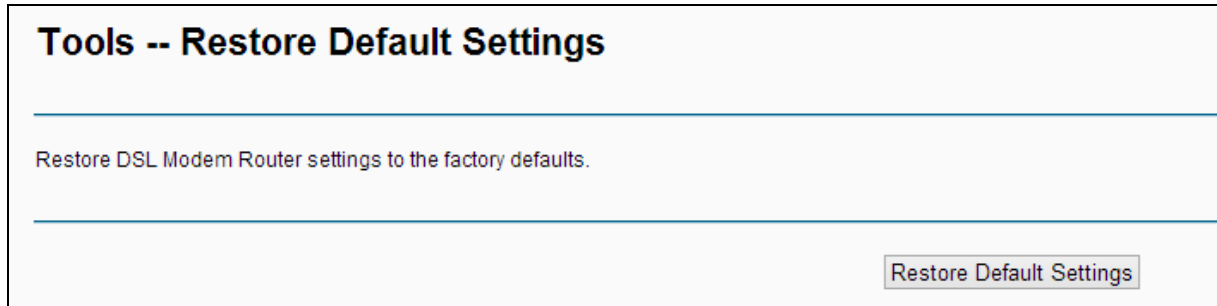 Tools -- Restore Default Settings
Restore DSL Modem Router settings to the factory defaults.
Restore Default Settings